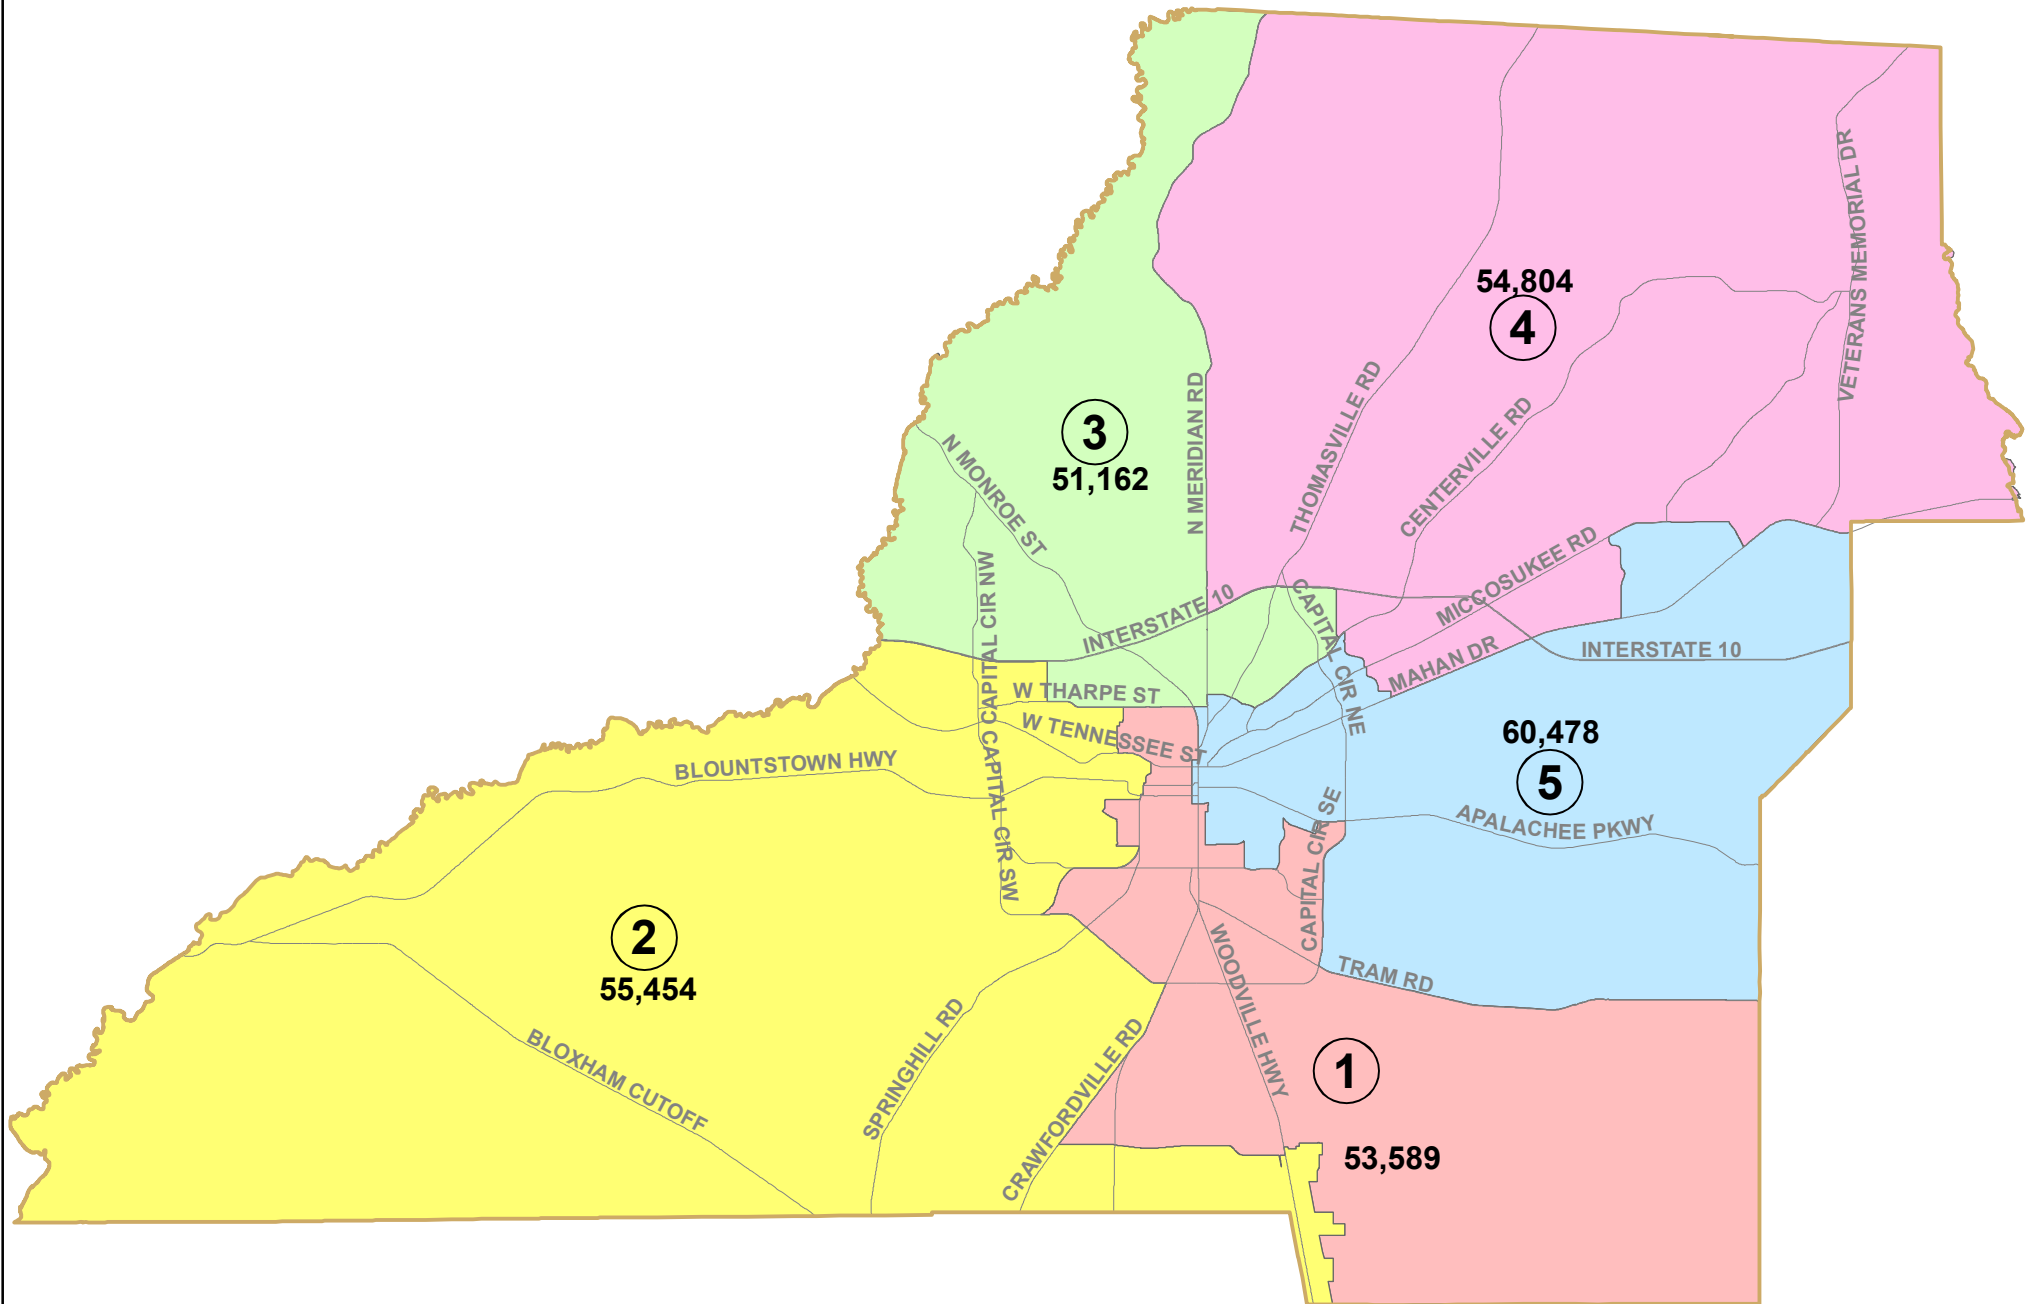 VETERANS MEMORIAL DR
54,804
4
THOMASVILLE RD
N MERIDIAN RD
CENTERVILLE RD
3
51,162
N MONROE ST
MICCOSUKEE RD
CAPITAL CIR NW
INTERSTATE 10
CAPITAL CIR NE
MAHAN DR
INTERSTATE 10
W THARPE ST
CAPITAL
W TENNESSEE ST
60,478
5
BLOUNTSTOWN HWY
CAPITAL CIR SW
CAPITAL CIR SE
APALACHEE PKWY
2
55,454
WOODVILLE HWY
TRAM RD
SPRINGHILL RD
CRAWFORDVILLE RD
BLOXHAM CUTOFF
1
53,589